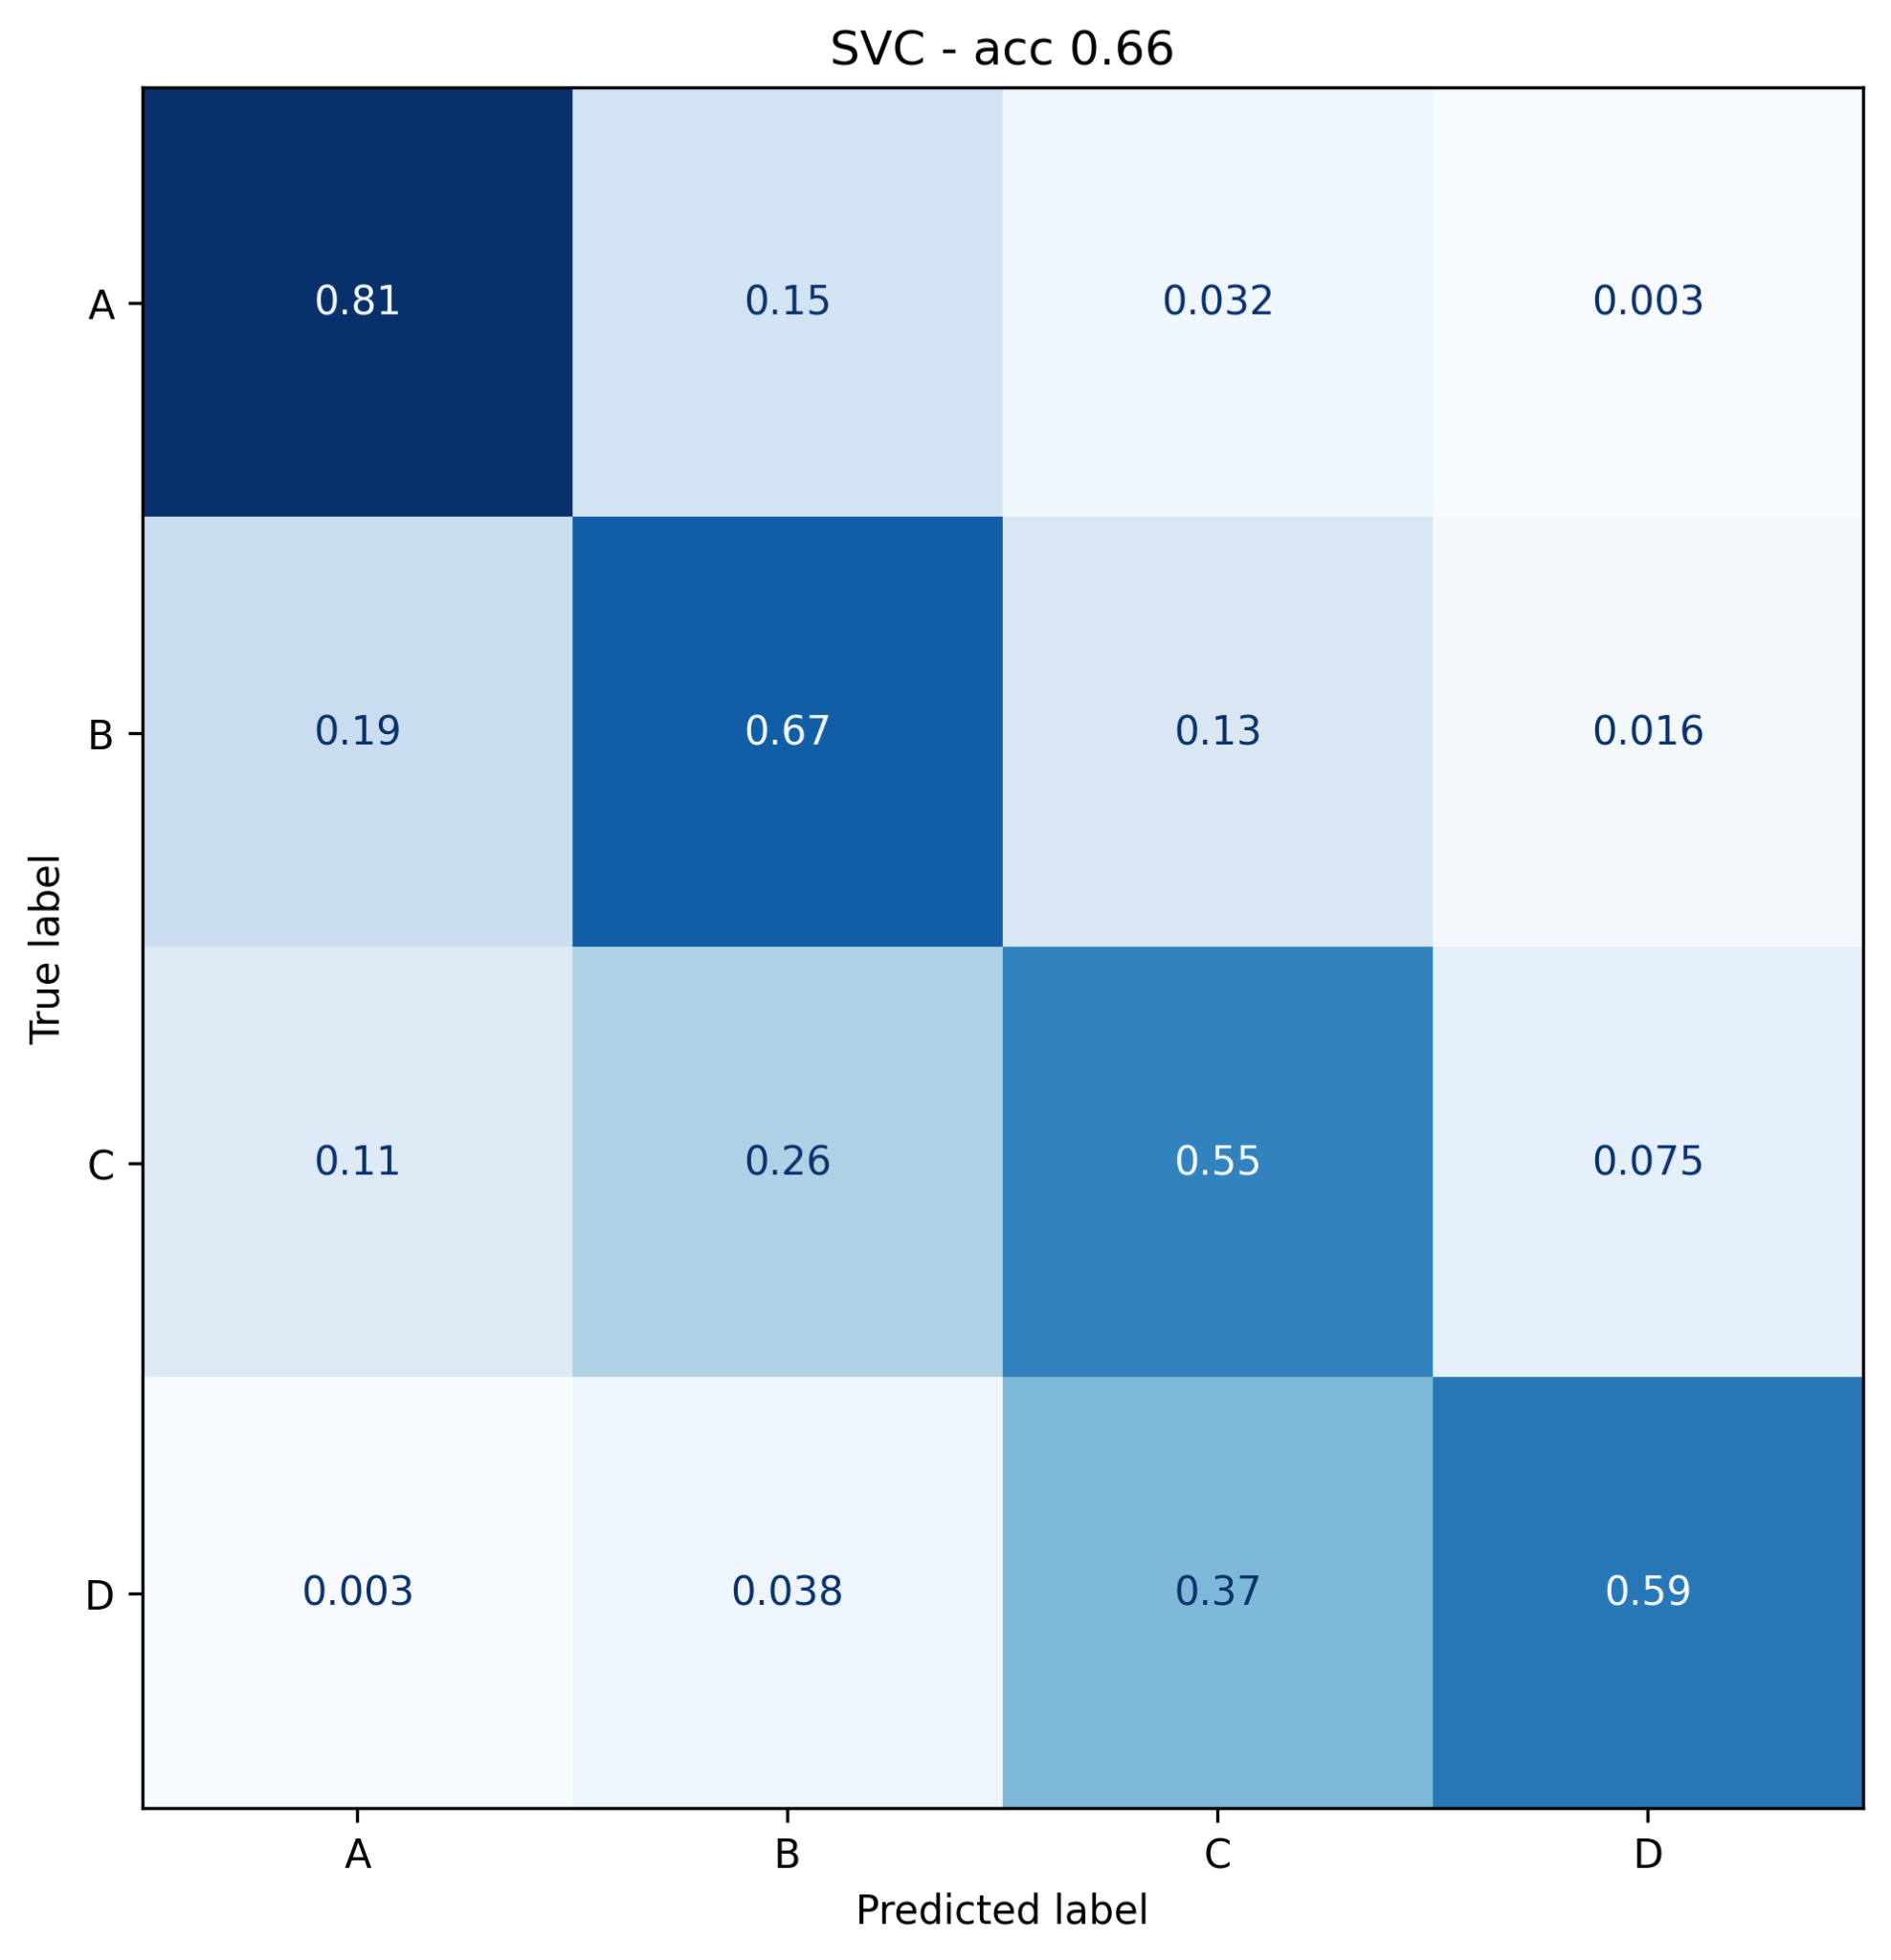 SVC - acc 0.66
A 0.81 0.15 0.032 0.003
B 0.19 0.67 0.13 0.016
C 0.11 0.26 0.55 0.075
D 0.003 0.038 0.37 0.59
True label
A B C D
Predicted label